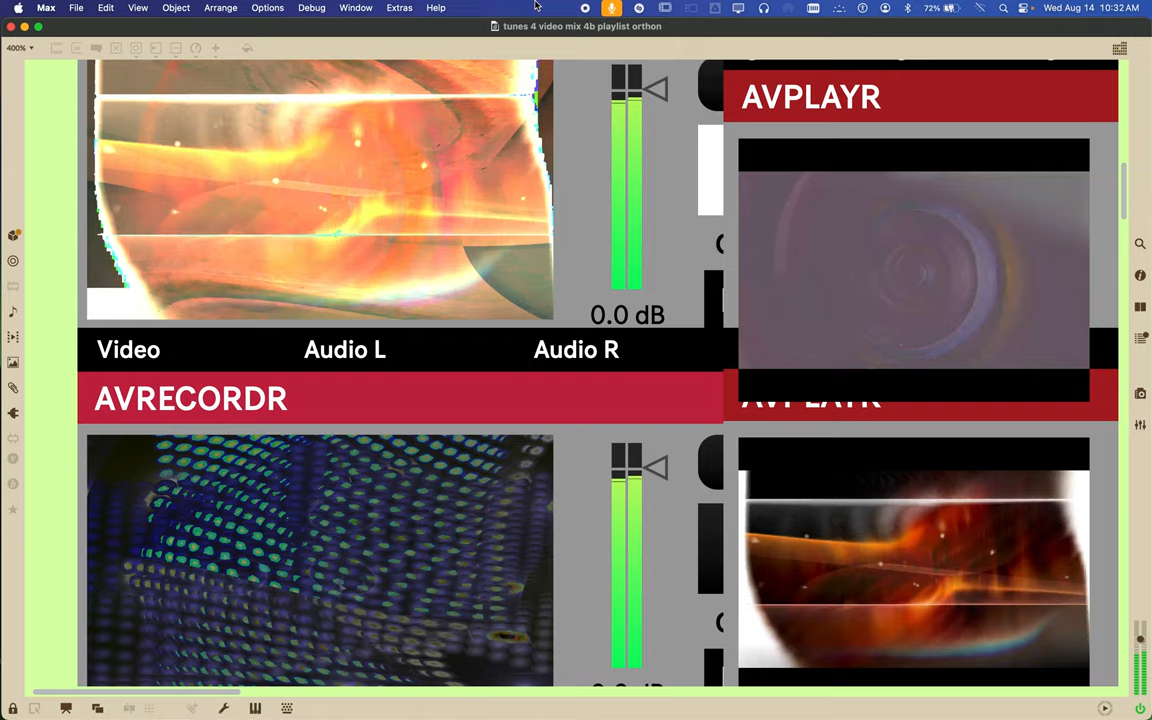 Max File Edit View Object Arrange Options Debug Window Extras Help 72% Wed Aug 14 10:32 AM
tunes 4 video mix 4b playlist orthon
400%
AVPLAYR
0.0 dB
Video Audio L Audio R
AVRECORDR
AVPLAYR